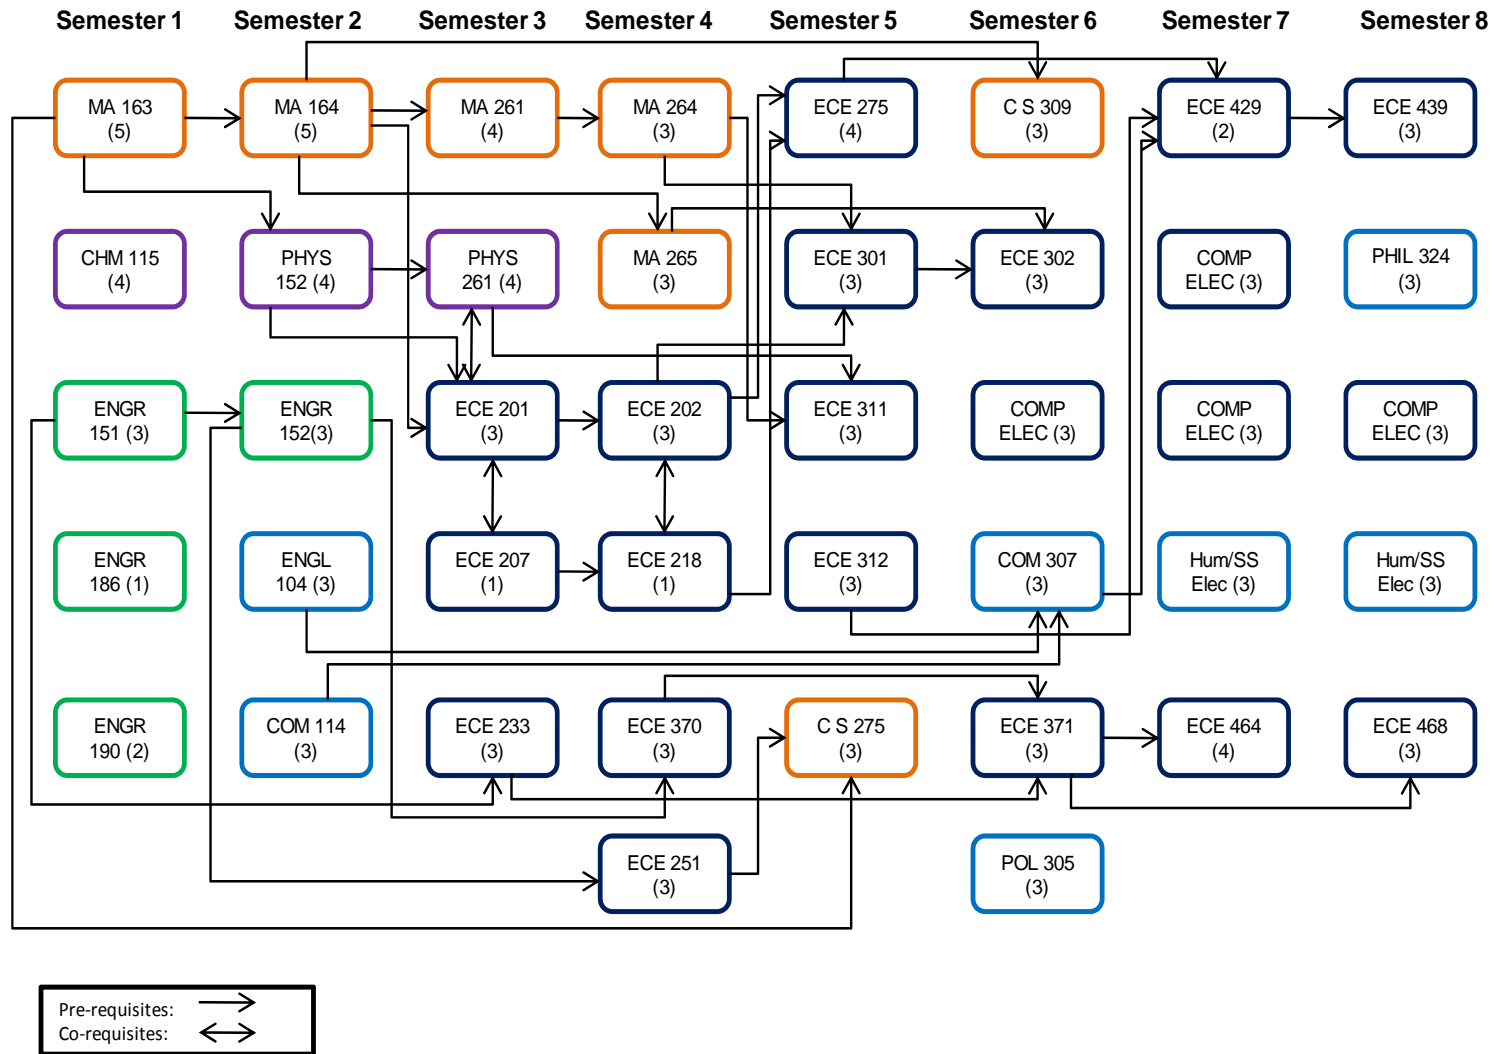 Semester 1
Semester 2
Semester 3
Semester 4
Semester 5
Semester 6
Semester 7
Semester 8
MA 163
(5)
MA 164
(5)
MA 261
(4)
MA 264
(3)
ECE 275
(4)
C S 309
(3)
ECE 429
(2)
ECE 439
(3)
CHM 115
(4)
PHYS
152 (4)
PHYS
261 (4)
MA 265
(3)
ECE 301
(3)
ECE 302
(3)
COMP
ELEC (3)
PHIL 324
(3)
ENGR
151 (3)
ENGR
152(3)
ECE 201
(3)
ECE 202
(3)
ECE 311
(3)
COMP
ELEC (3)
COMP
ELEC (3)
COMP
ELEC (3)
ENGR
186 (1)
ENGL
104 (3)
ECE 207
(1)
ECE 218
(1)
ECE 312
(3)
COM 307
(3)
Hum/SS
Elec (3)
Hum/SS
Elec (3)
ENGR
190 (2)
COM 114
(3)
ECE 233
(3)
ECE 370
(3)
C S 275
(3)
ECE 371
(3)
ECE 464
(4)
ECE 468
(3)
ECE 251
(3)
POL 305
(3)
Pre-requisites:
Co-requisites: